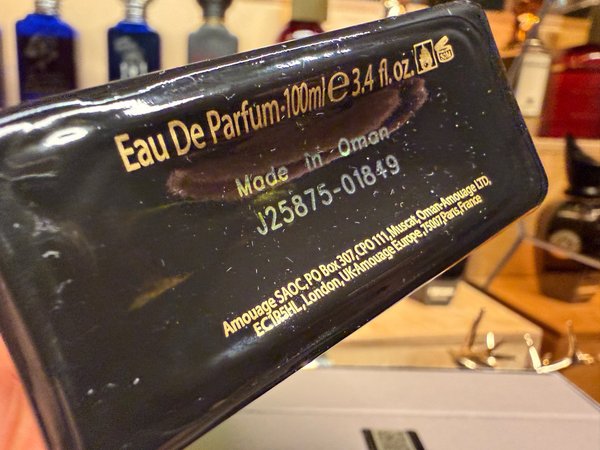 Eau De Parfum·100ml ℮ 3.4 fl.oz.
Made in Oman
J25875-01849
Amouage SAOC, PO Box 307, CPO 111, Muscat, Oman-Amouage LTD,
EC1R5HL, London, UK-Amouage Europe, 75007, Paris, France